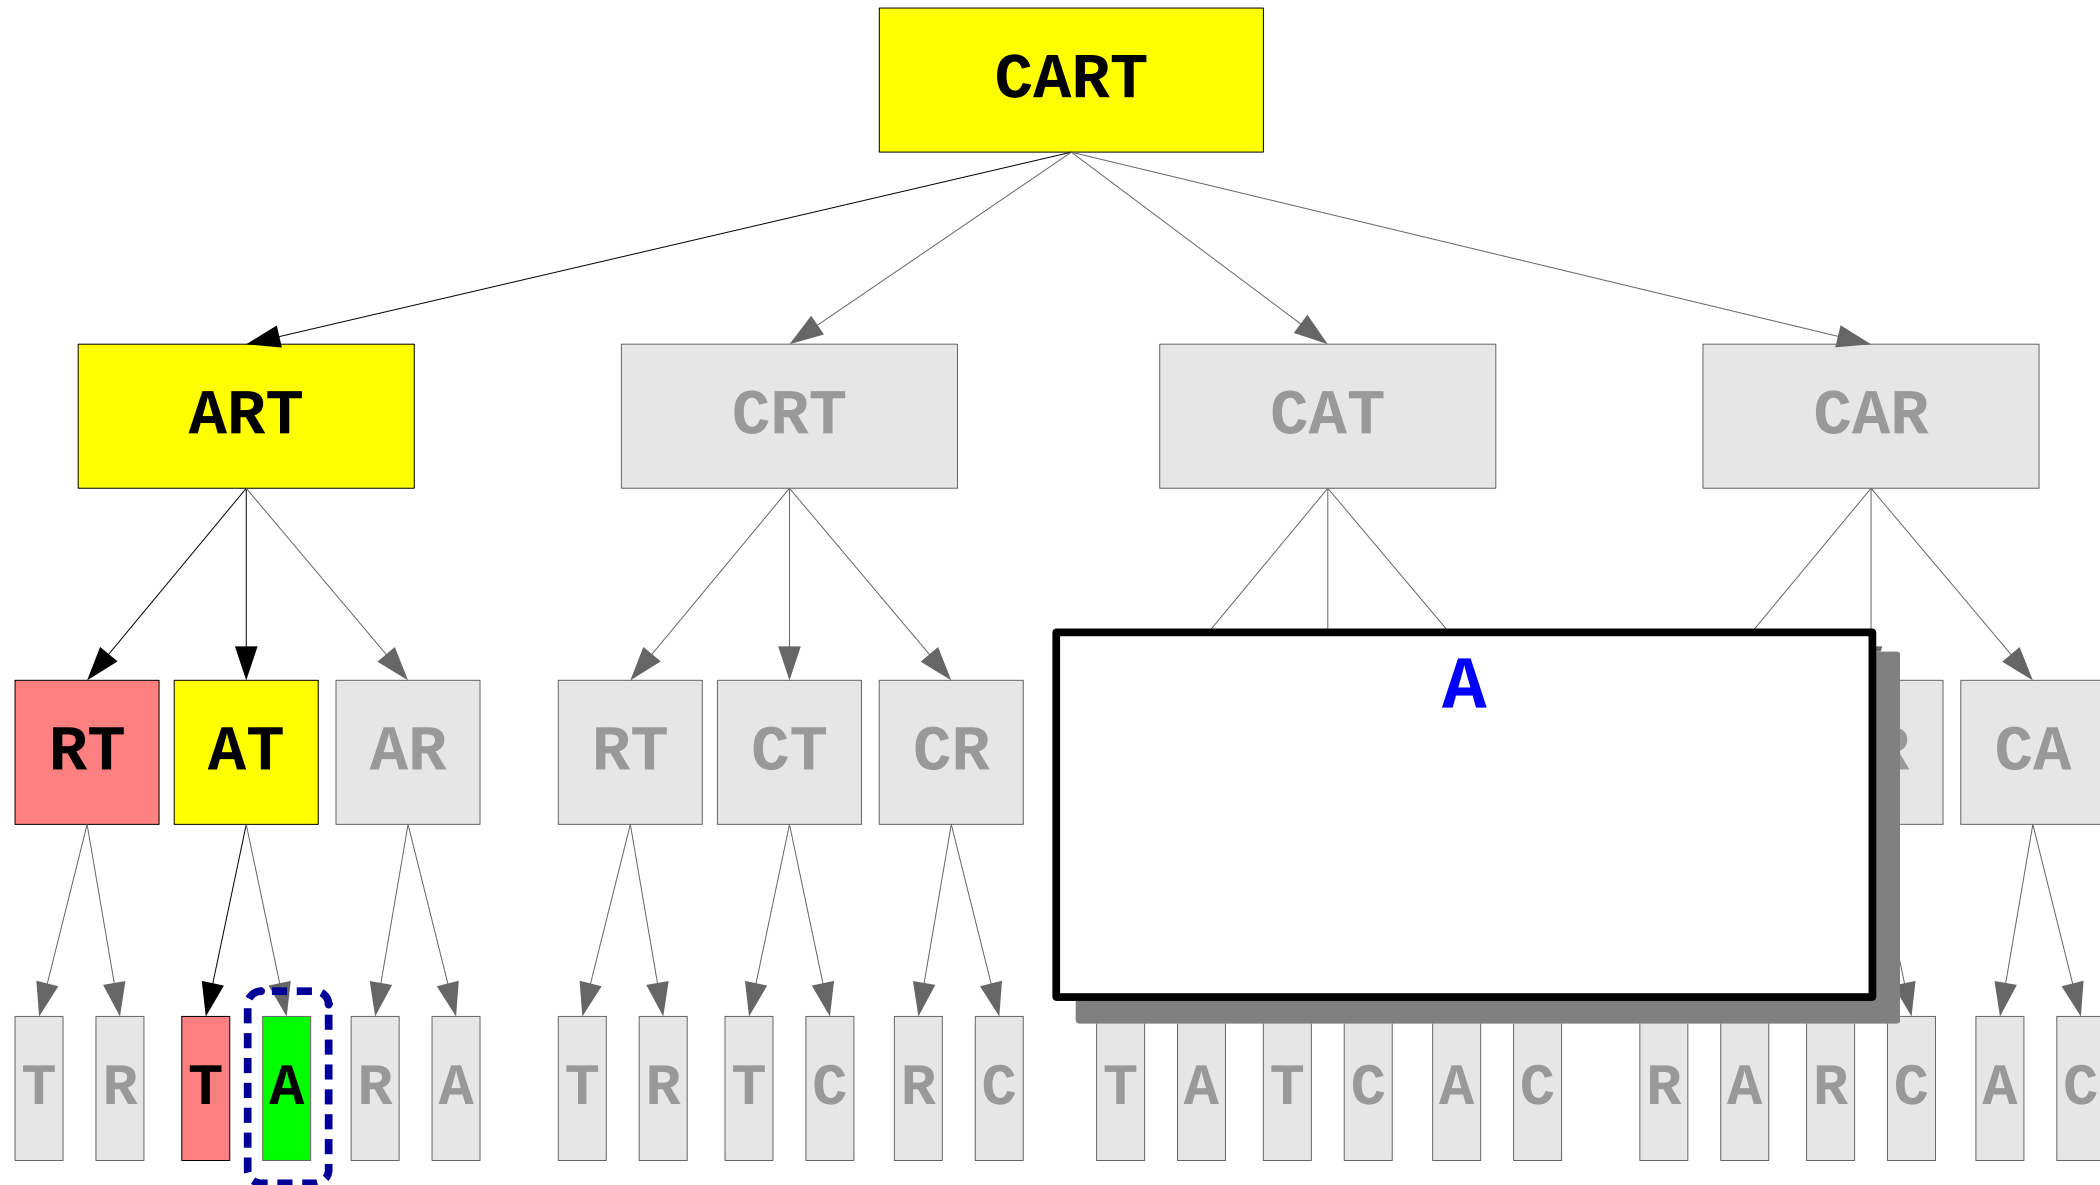 CART
ART CRT CAT CAR
A
RT AT AR RT CT CR CA
T R T A R A T R T C R C T A T C A C R A R C A C